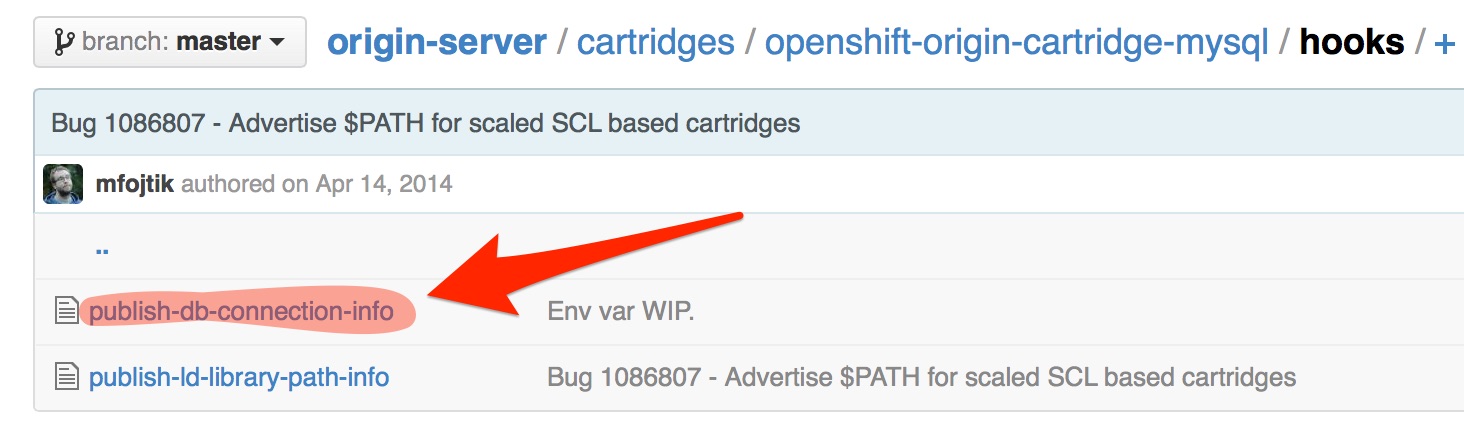 branch: master origin-server / cartridges / openshift-origin-cartridge-mysql / hooks / +
Bug 1086807 - Advertise $PATH for scaled SCL based cartridges
mfojtik authored on Apr 14, 2014
..
publish-db-connection-info Env var WIP.
publish-ld-library-path-info Bug 1086807 - Advertise $PATH for scaled SCL based cartridges